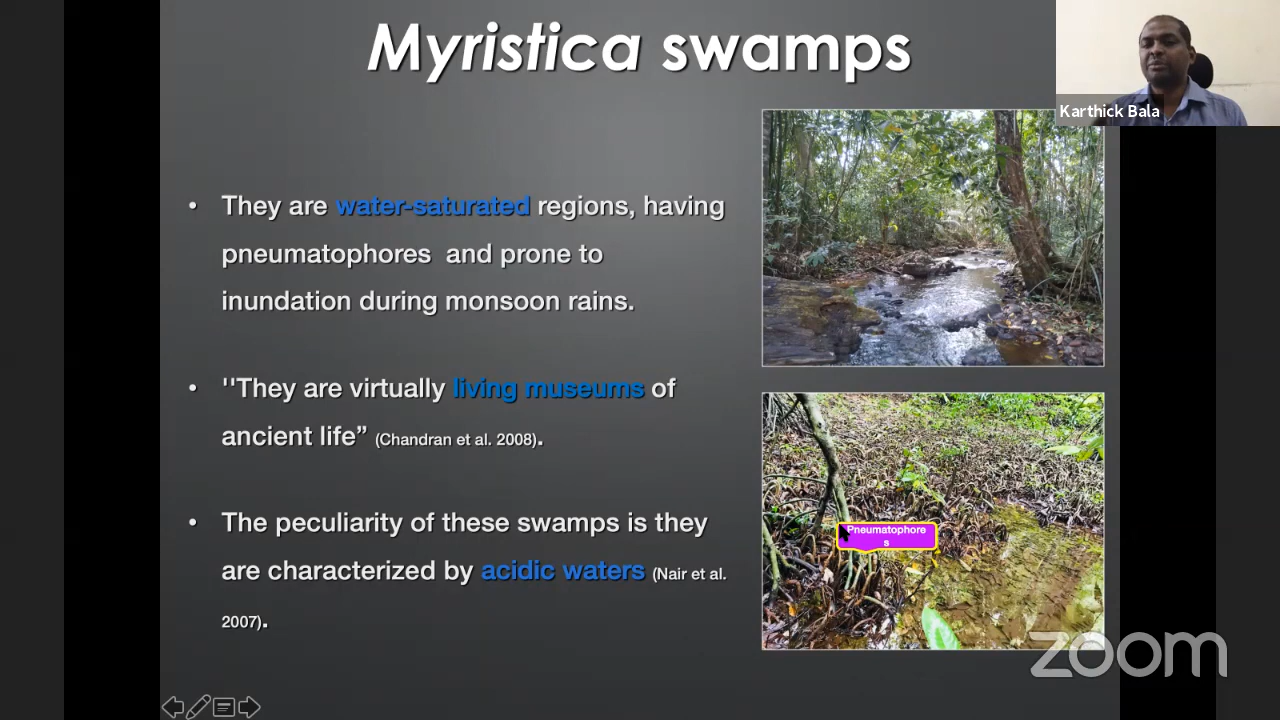 Myristica swamps
Karthick Bala
• They are water-saturated regions, having
pneumatophores  and prone to
inundation during monsoon rains.
• ''They are virtually living museums of
ancient life” (Chandran et al. 2008).
• The peculiarity of these swamps is they
are characterized by acidic waters (Nair et al.
2007).
Pneumatophore
s
zoom